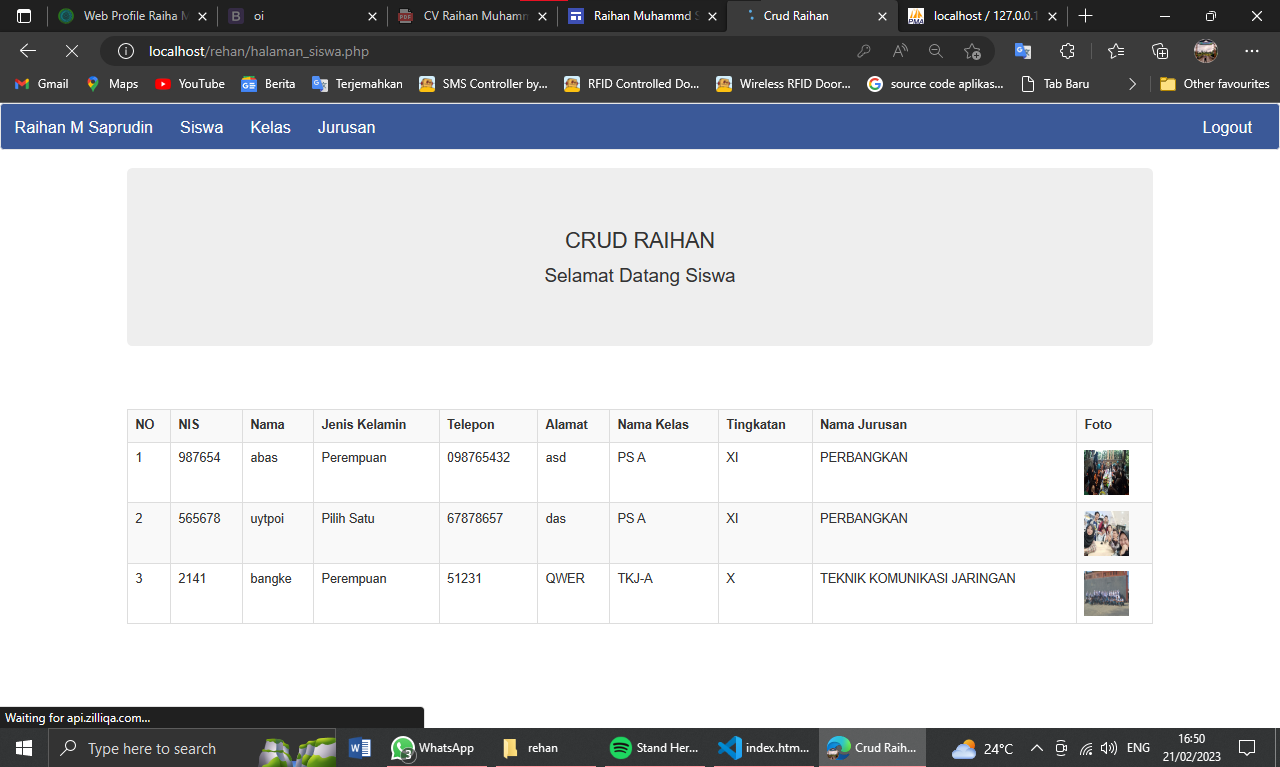 Web Profile Raiha M
oi
CV Raihan Muhamm
Raihan Muhammd S
Crud Raihan
localhost / 127.0.0.1
localhost/rehan/halaman_siswa.php
Gmail Maps YouTube Berita Terjemahkan SMS Controller by... RFID Controlled Do... Wireless RFID Door... source code aplikas... Tab Baru Other favourites
Raihan M Saprudin Siswa Kelas Jurusan Logout
CRUD RAIHAN
Selamat Datang Siswa
NO NIS Nama Jenis Kelamin Telepon Alamat Nama Kelas Tingkatan Nama Jurusan Foto
1 987654 abas Perempuan 098765432 asd PS A XI PERBANGKAN
2 565678 uytpoi Pilih Satu 67878657 das PS A XI PERBANGKAN
3 2141 bangke Perempuan 51231 QWER TKJ-A X TEKNIK KOMUNIKASI JARINGAN
Waiting for api.zilliqa.com...
Type here to search
3 WhatsApp rehan Stand Her... index.htm... Crud Raih... 24°C ENG
16:50
21/02/2023